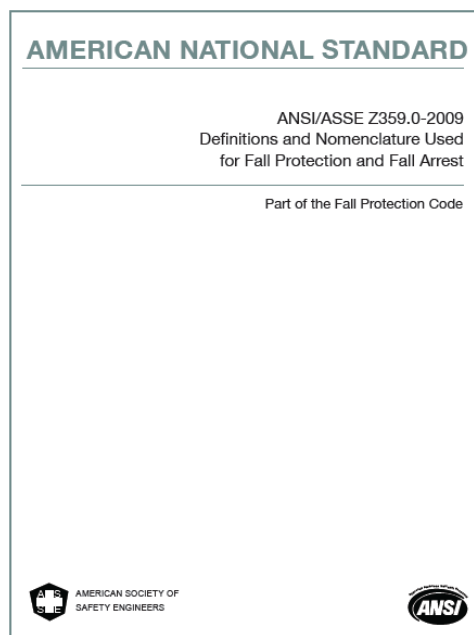 AMERICAN NATIONAL STANDARD
ANSI/ASSE Z359.0-2009
Definitions and Nomenclature Used
for Fall Protection and Fall Arrest
Part of the Fall Protection Code
AMERICAN SOCIETY OF
SAFETY ENGINEERS
ANSI